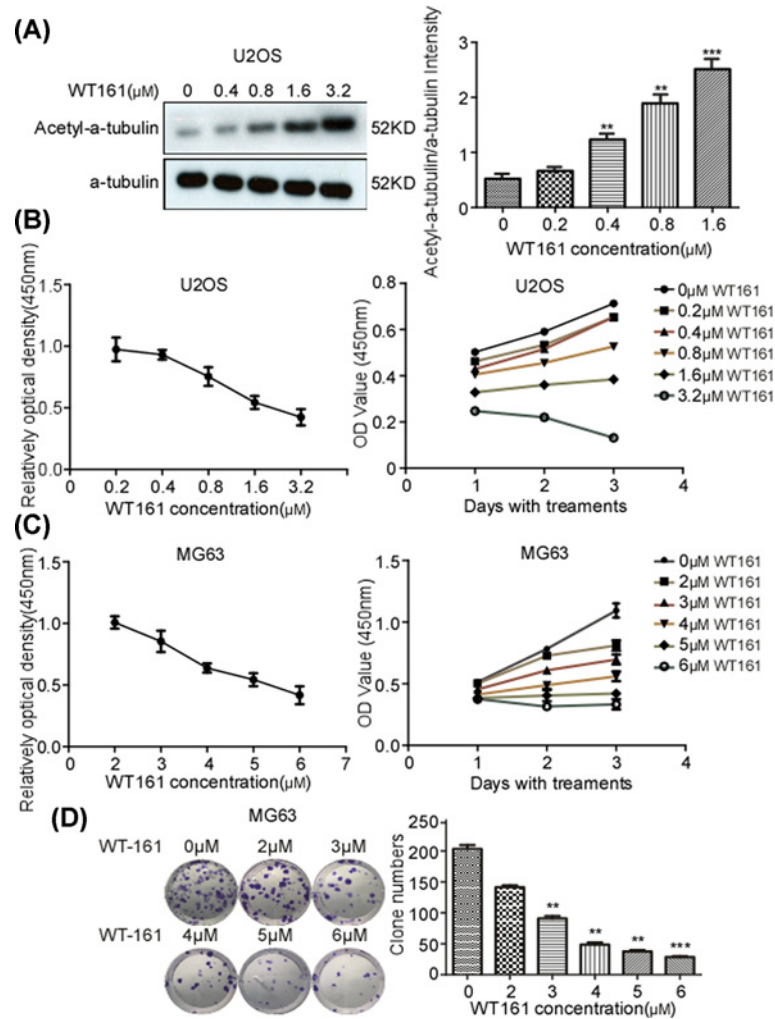 (A)
U2OS
WT161(µM) 0 0.4 0.8 1.6 3.2
Acetyl-a-tubulin 52KD
a-tubulin 52KD
Acetyl-a-tubulin/a-tubulin Intensity
3
2
1
0
** ** ***
0 0.2 0.4 0.8 1.6
WT161 concentration(µM)
(B)
U2OS
Relatively optical density(450nm)
1.5
1.0
0.5
0.0
0 0.2 0.4 0.8 1.6 3.2
WT161 concentration(µM)
U2OS
OD Value (450nm)
0.8
0.6
0.4
0.2
0
0 1 2 3 4
Days with treaments
0µM WT161
0.2µM WT161
0.4µM WT161
0.8µM WT161
1.6µM WT161
3.2µM WT161
(C)
MG63
Relatively optical density(450nm)
1.5
1.0
0.5
0.0
0 2 3 4 5 6 7
WT161 concentration(µM)
MG63
OD Value (450nm)
1.5
1.0
0.5
0.0
0 1 2 3 4
Days with treaments
0µM WT161
2µM WT161
3µM WT161
4µM WT161
5µM WT161
6µM WT161
(D)
MG63
WT-161 0µM 2µM 3µM
WT-161 4µM 5µM 6µM
Clone numbers
250
200
150
100
50
0
** ** ** ***
0 2 3 4 5 6
WT161 concentration(µM)